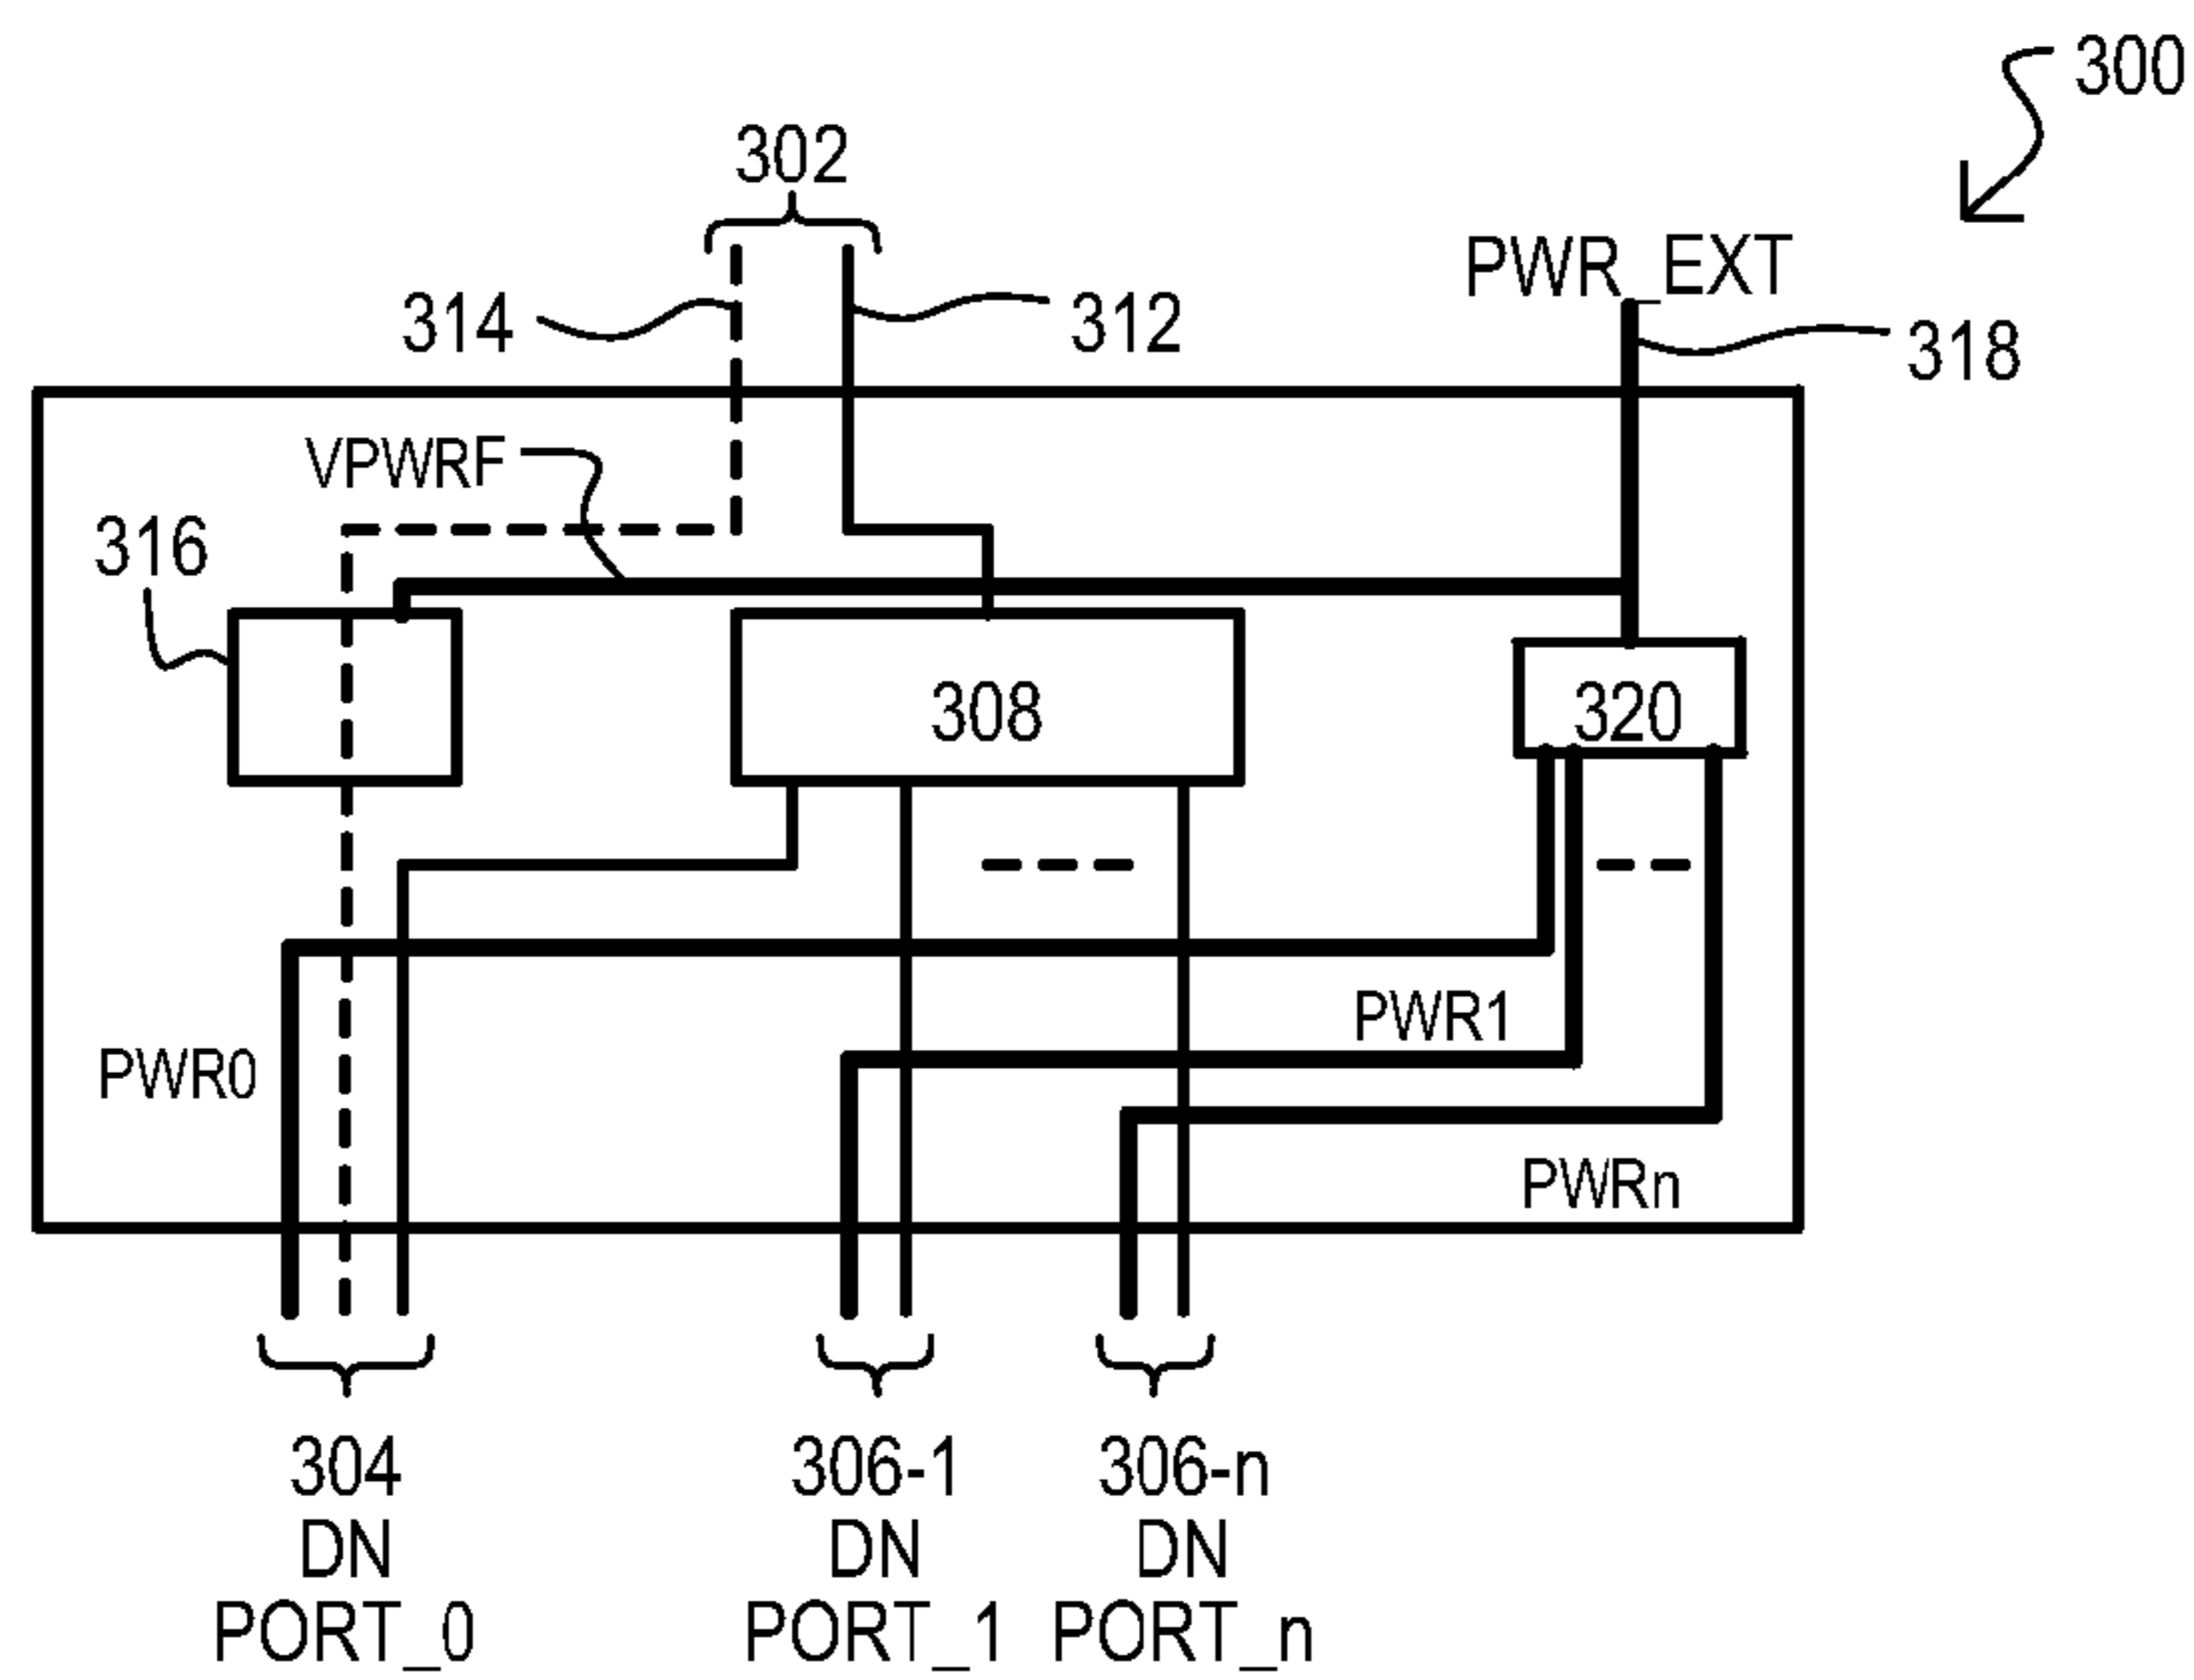 300
302
PWR_EXT
314
312
318
VPWRF
316
308
320
PWR1
PWR0
PWRn
304
DN
PORT_0
306-1
DN
PORT_1
306-n
DN
PORT_n